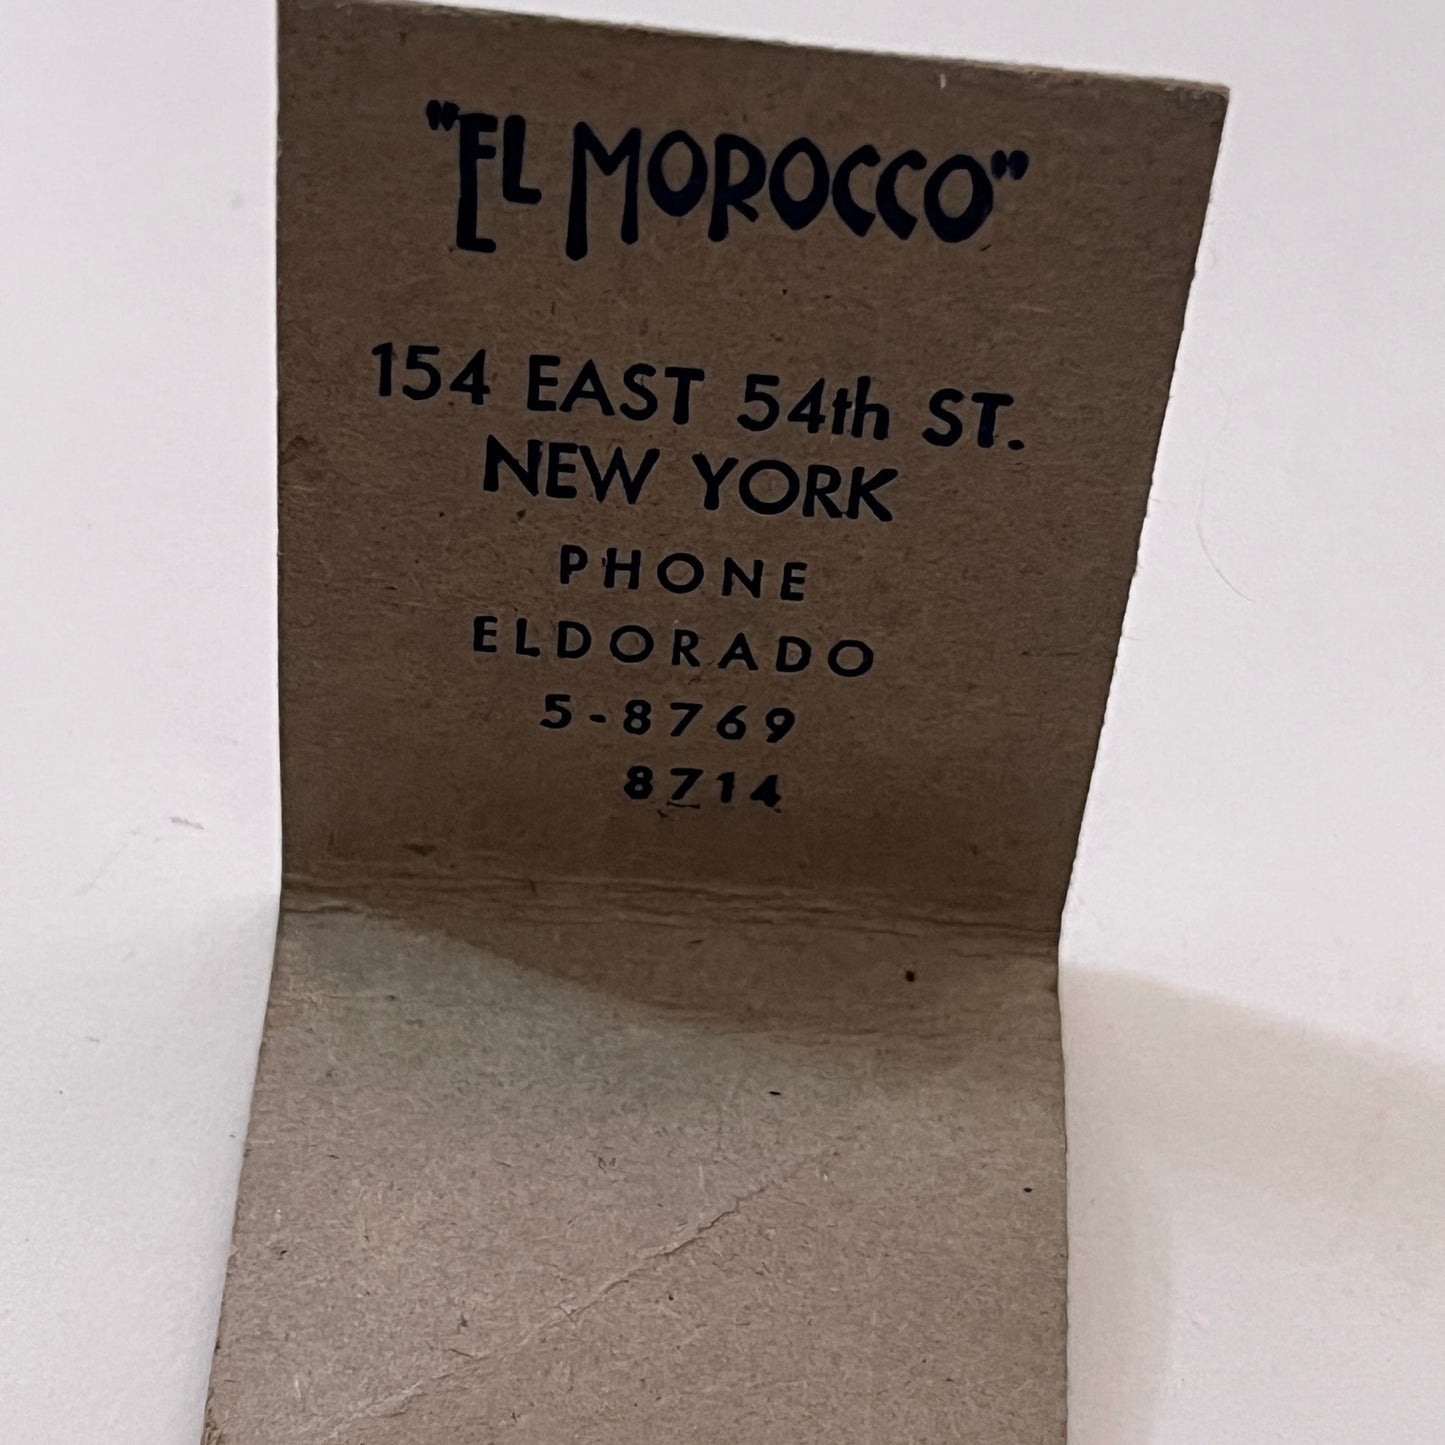 "EL MOROCCO"
154 EAST 54th ST.
NEW YORK
PHONE
ELDORADO
5-8769
8714